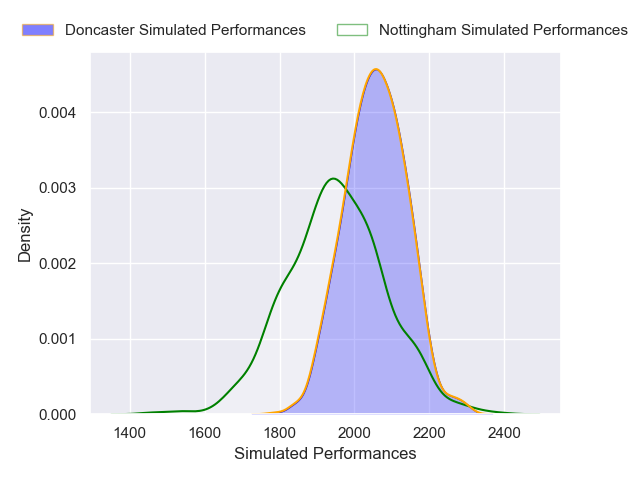 Doncaster Simulated Performances
Nottingham Simulated Performances
0.004
0.003
0.002
0.001
0.000
Density
1400 1600 1800 2000 2200 2400
Simulated Performances